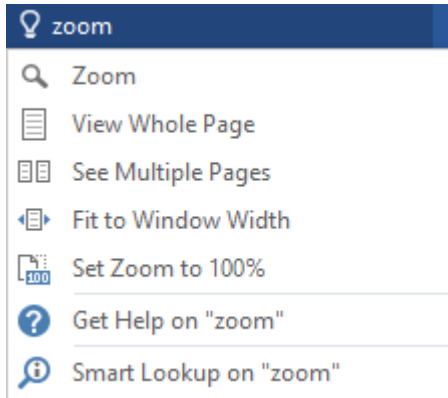 zoom
Zoom
View Whole Page
See Multiple Pages
Fit to Window Width
100
Set Zoom to 100%
Get Help on "zoom"
Smart Lookup on "zoom"